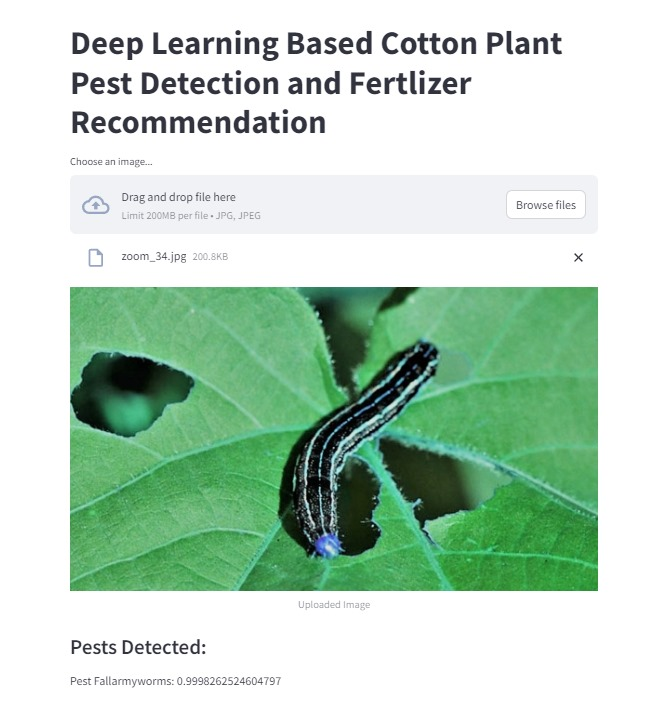 Deep Learning Based Cotton Plant
Pest Detection and Fertlizer
Recommendation
Choose an image...
Drag and drop file here
Limit 200MB per file • JPG, JPEG
Browse files
zoom_34.jpg 200.8KB
Uploaded Image
Pests Detected:
Pest Fallarmyworms: 0.9998262524604797